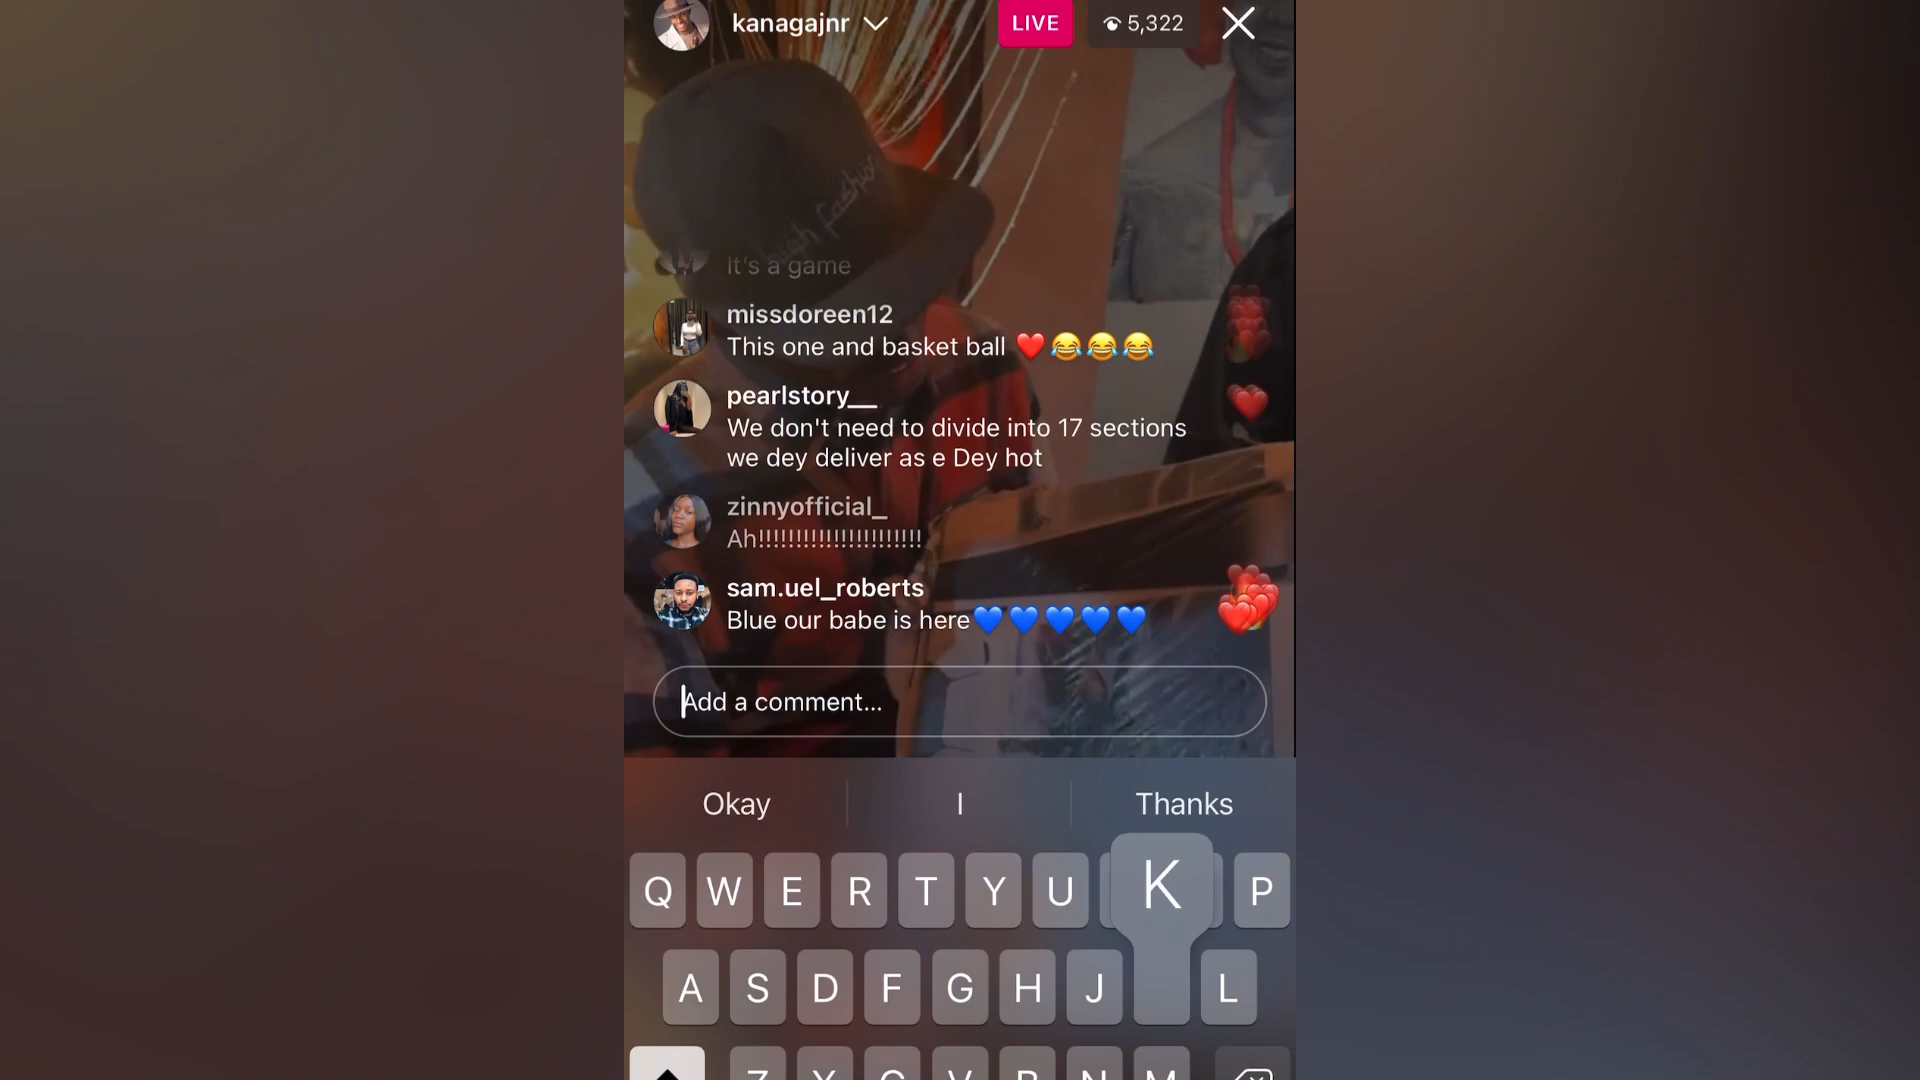 kanagajnr
LIVE
5,322
high fashion
It's a game
missdoreen12
This one and basket ball ❤️😂😂😂
pearlstory__
We don't need to divide into 17 sections
we dey deliver as e Dey hot
zinnyofficial_
Ah!!!!!!!!!!!!!!!!!!!!!!
sam.uel_roberts
Blue our babe is here💙💙💙💙💙
Add a comment...
Okay I Thanks
Q W E R T Y U K P
A S D F G H J L
Z X C V B N M